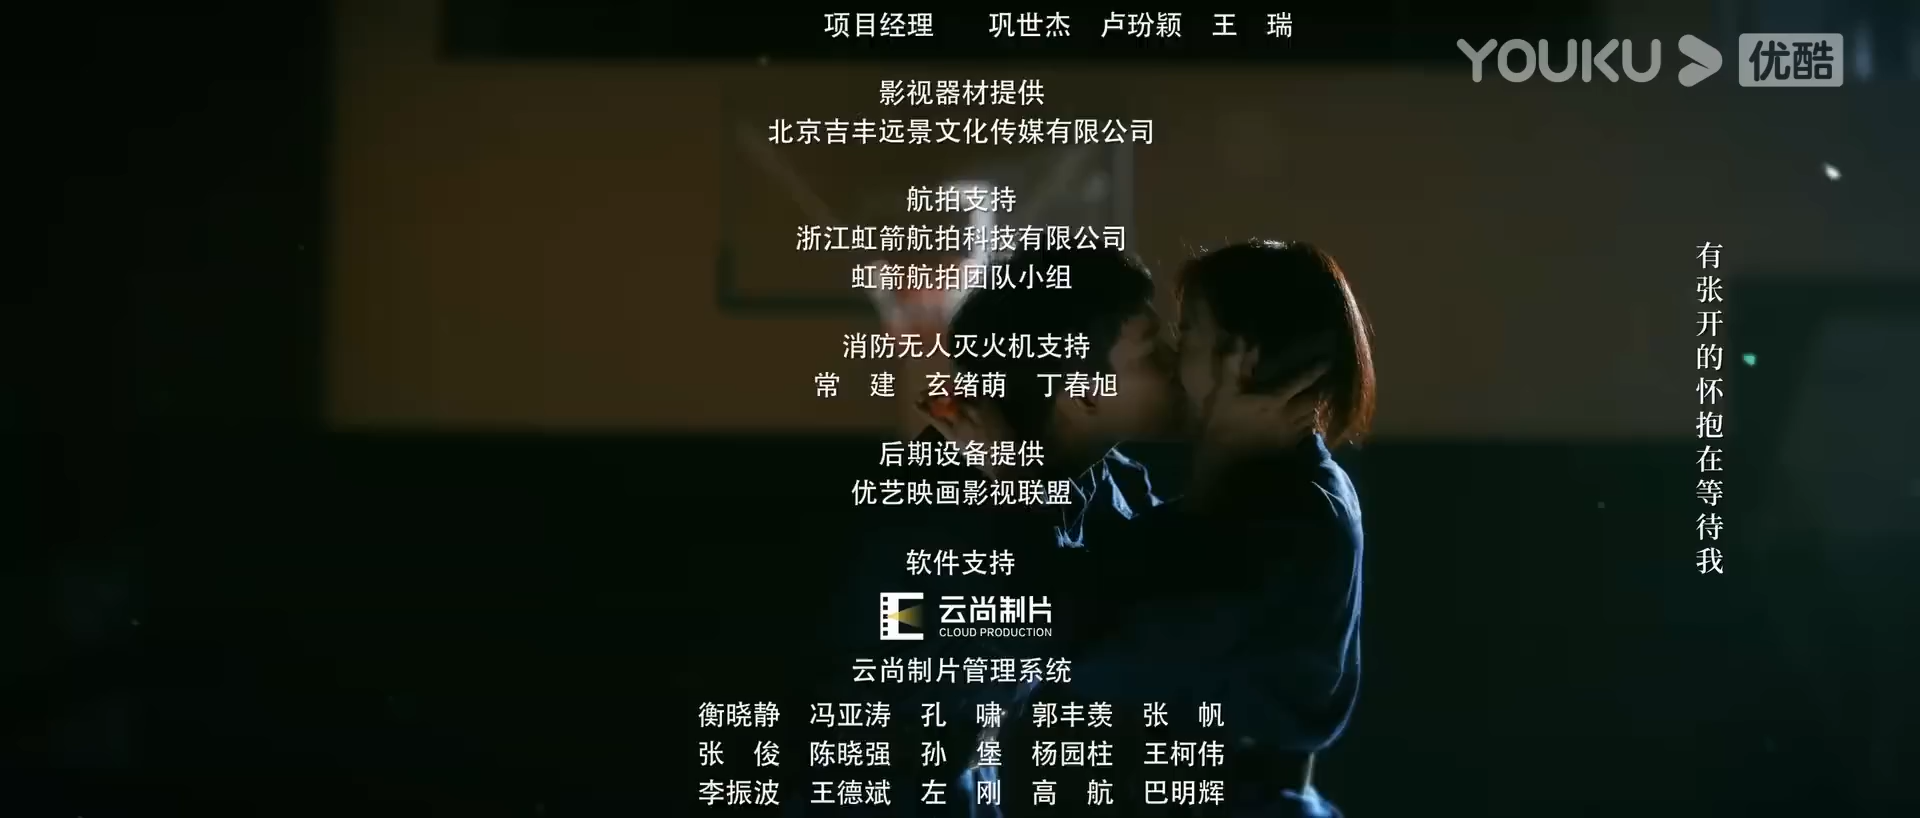 项目经理 巩世杰 卢玢颖 王 瑞
YOUKU 优酷
影视器材提供
北京吉丰远景文化传媒有限公司
航拍支持
浙江虹箭航拍科技有限公司
虹箭航拍团队小组
消防无人灭火机支持
常 建 玄绪萌 丁春旭
后期设备提供
优艺映画影视联盟
软件支持
云尚制片
CLOUD PRODUCTION
云尚制片管理系统
衡晓静 冯亚涛 孔 啸 郭丰羡 张 帆
张 俊 陈晓强 孙 堡 杨园柱 王柯伟
李振波 王德斌 左 刚 高 航 巴明辉
有张开的怀抱在等待我